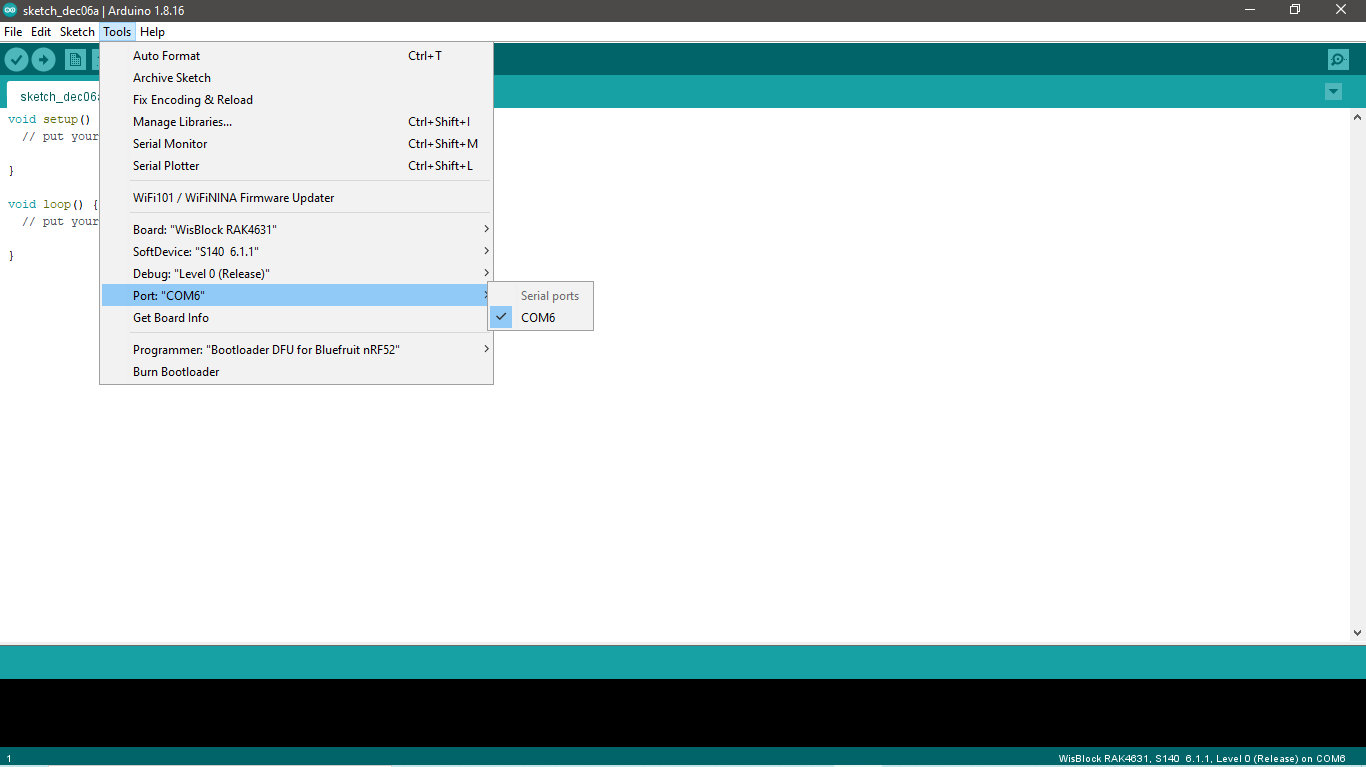 sketch_dec06a | Arduino 1.8.16
File Edit Sketch Tools Help
sketch_dec06a
void setup()
// put your
}
void loop() {
// put your
}
Auto Format Ctrl+T
Archive Sketch
Fix Encoding & Reload
Manage Libraries... Ctrl+Shift+I
Serial Monitor Ctrl+Shift+M
Serial Plotter Ctrl+Shift+L
WiFi101 / WiFiNINA Firmware Updater
Board: "WisBlock RAK4631"
SoftDevice: "S140 6.1.1"
Debug: "Level 0 (Release)"
Port: "COM6"
Get Board Info
Programmer: "Bootloader DFU for Bluefruit nRF52"
Burn Bootloader
Serial ports
COM6
1 WisBlock RAK4631, S140 6.1.1, Level 0 (Release) on COM6